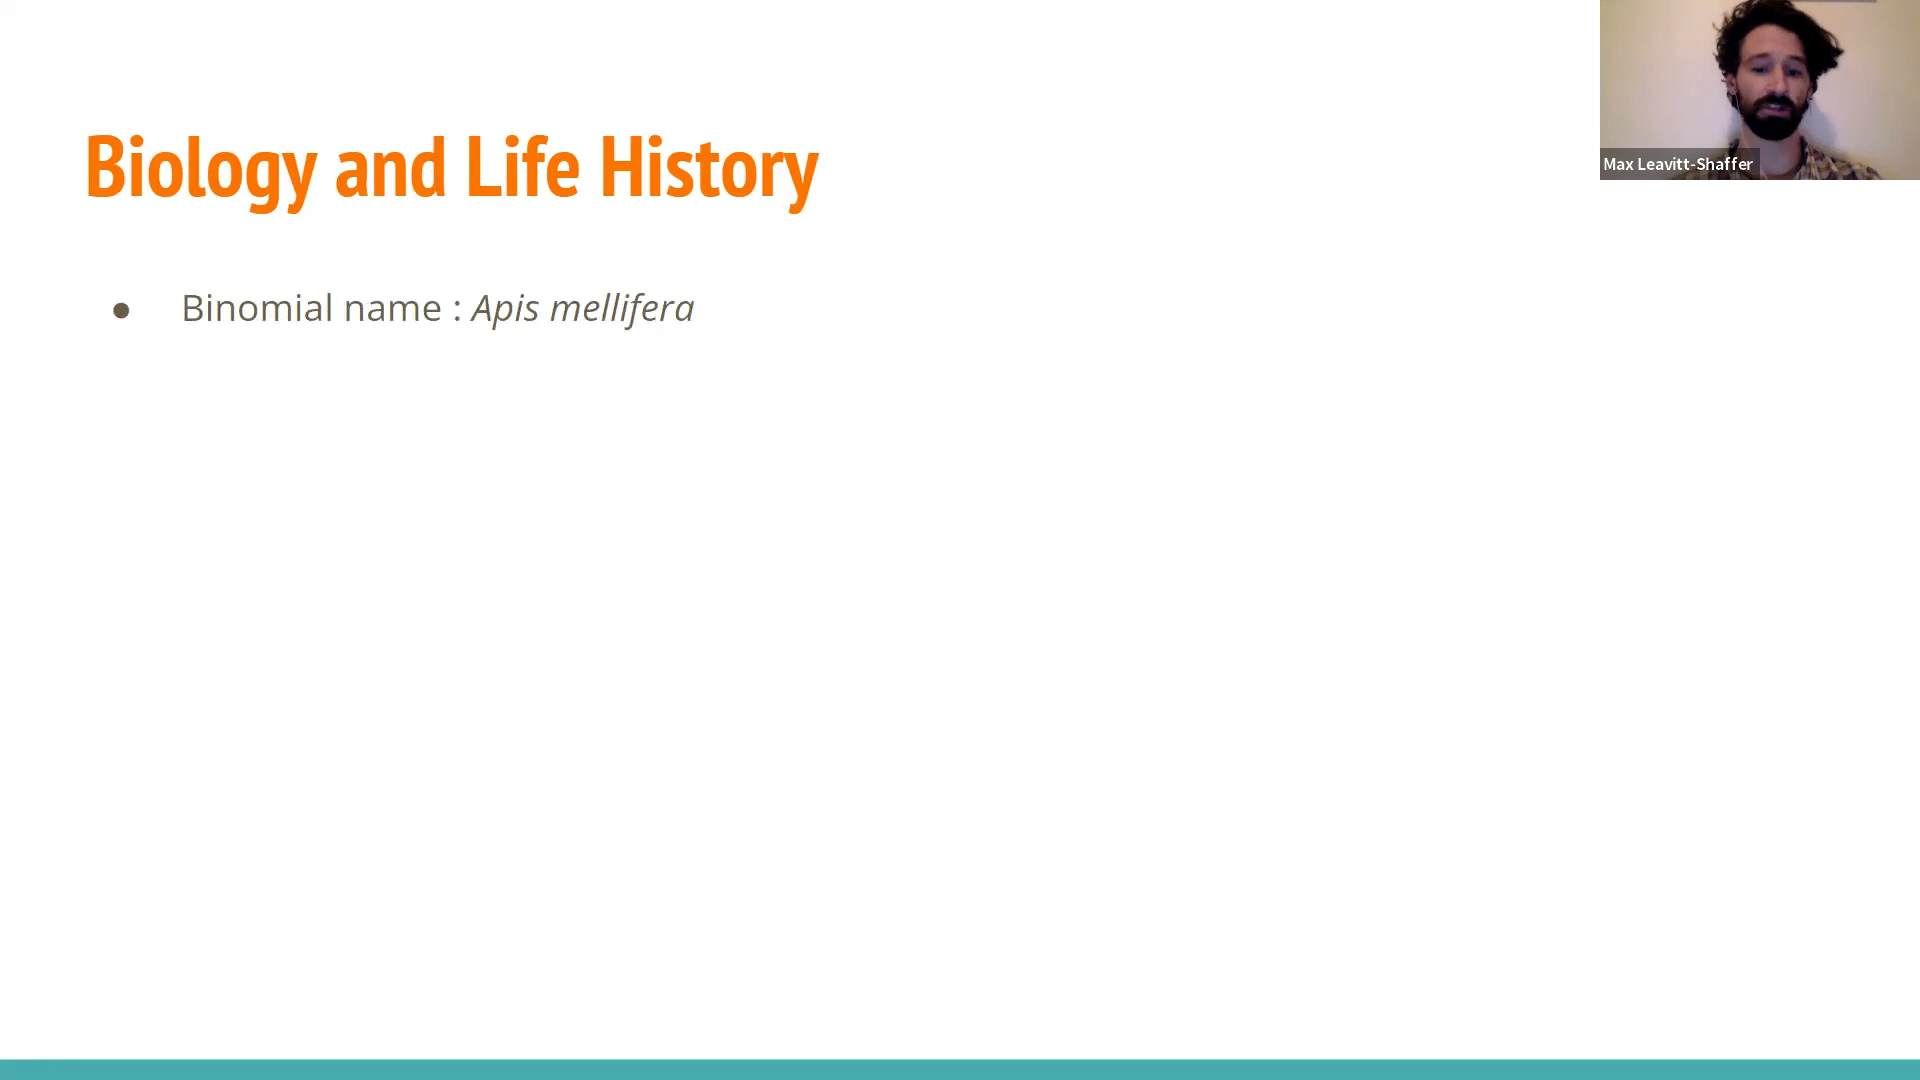 Biology and Life History
● Binomial name : Apis mellifera
Max Leavitt-Shaffer